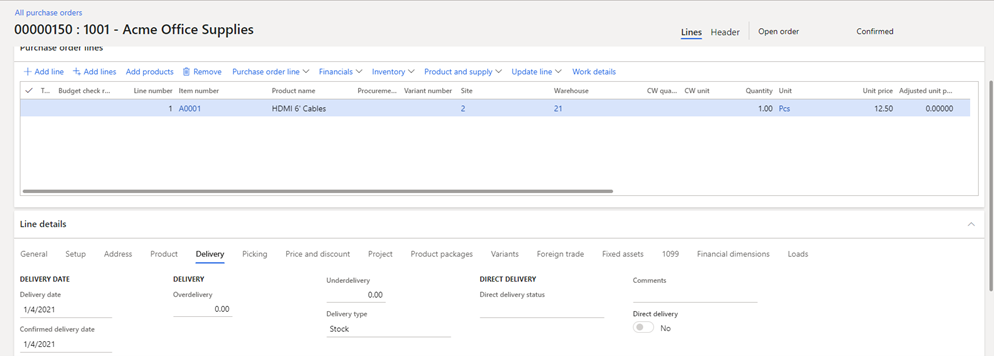 All purchase orders
00000150 : 1001 - Acme Office Supplies
Lines Header Open order Confirmed
Purchase order lines
Add line Add lines Add products Remove Purchase order line Financials Inventory Product and supply Update line Work details
T... Budget check r... Line number Item number Product name Procureme... Variant number Site Warehouse CW qua... CW unit Quantity Unit Unit price Adjusted unit p...
1 A0001 HDMI 6' Cables 2 21 1.00 Pcs 12.50 0.00000
Line details
General Setup Address Product Delivery Picking Price and discount Project Product packages Variants Foreign trade Fixed assets 1099 Financial dimensions Loads
DELIVERY DATE DELIVERY Underdelivery DIRECT DELIVERY Comments
Delivery date Overdelivery 0.00 Direct delivery status
1/4/2021 0.00 Delivery type Direct delivery
Confirmed delivery date Stock No
1/4/2021